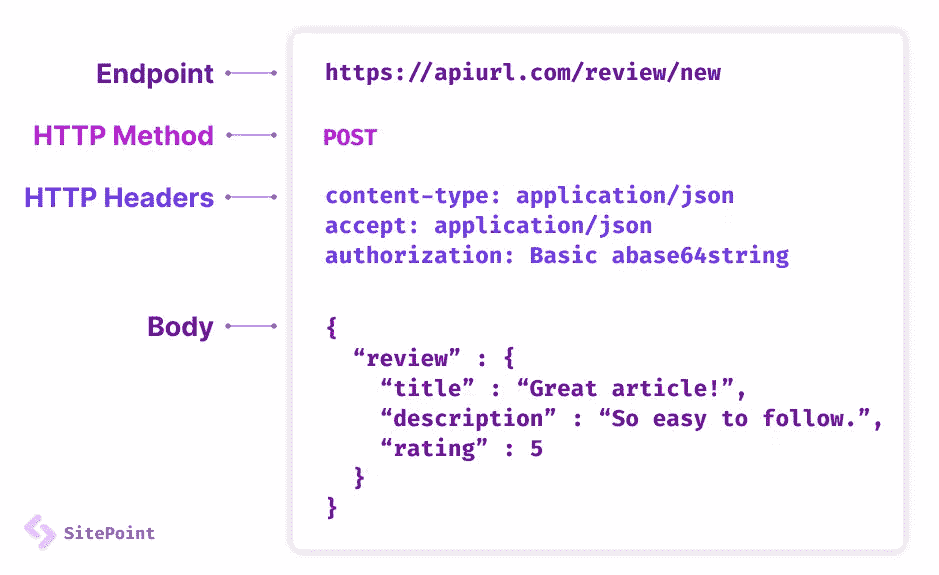 Endpoint https://apiurl.com/review/new
HTTP Method POST
HTTP Headers content-type: application/json
accept: application/json
authorization: Basic abase64string
Body {
“review” : {
“title” : “Great article!”,
“description” : “So easy to follow.”,
“rating” : 5
}
}
SitePoint